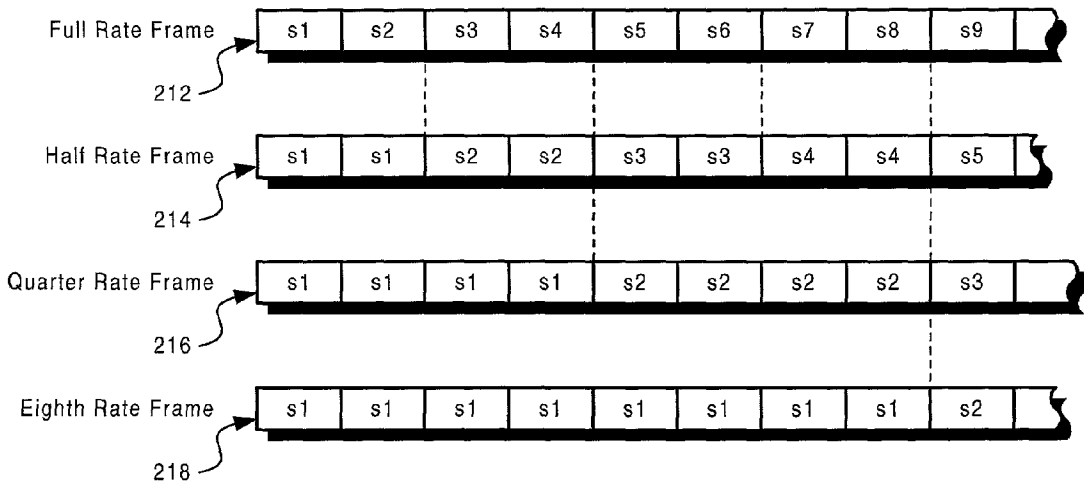 Full Rate Frame s1 s2 s3 s4 s5 s6 s7 s8 s9
212
Half Rate Frame s1 s1 s2 s2 s3 s3 s4 s4 s5
214
Quarter Rate Frame s1 s1 s1 s1 s2 s2 s2 s2 s3
216
Eighth Rate Frame s1 s1 s1 s1 s1 s1 s1 s1 s2
218